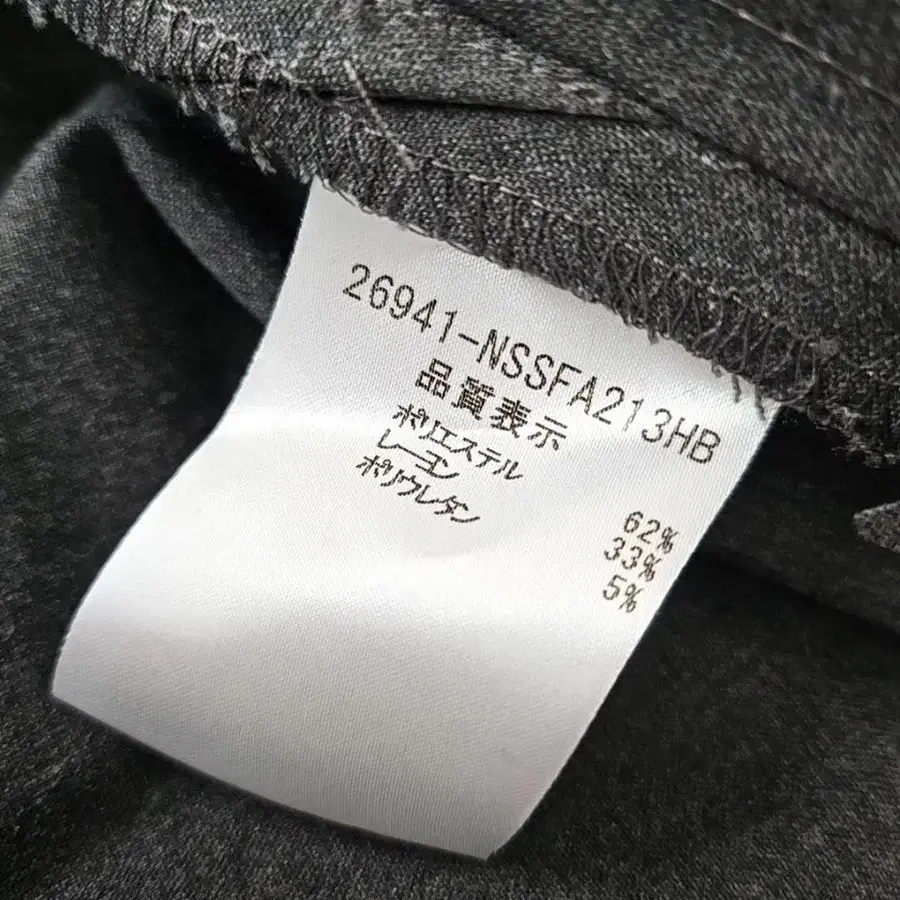 26941-NSSFA213HB
品質表示
ポリエステル 62%
レーヨン 33%
ポリウレタン 5%